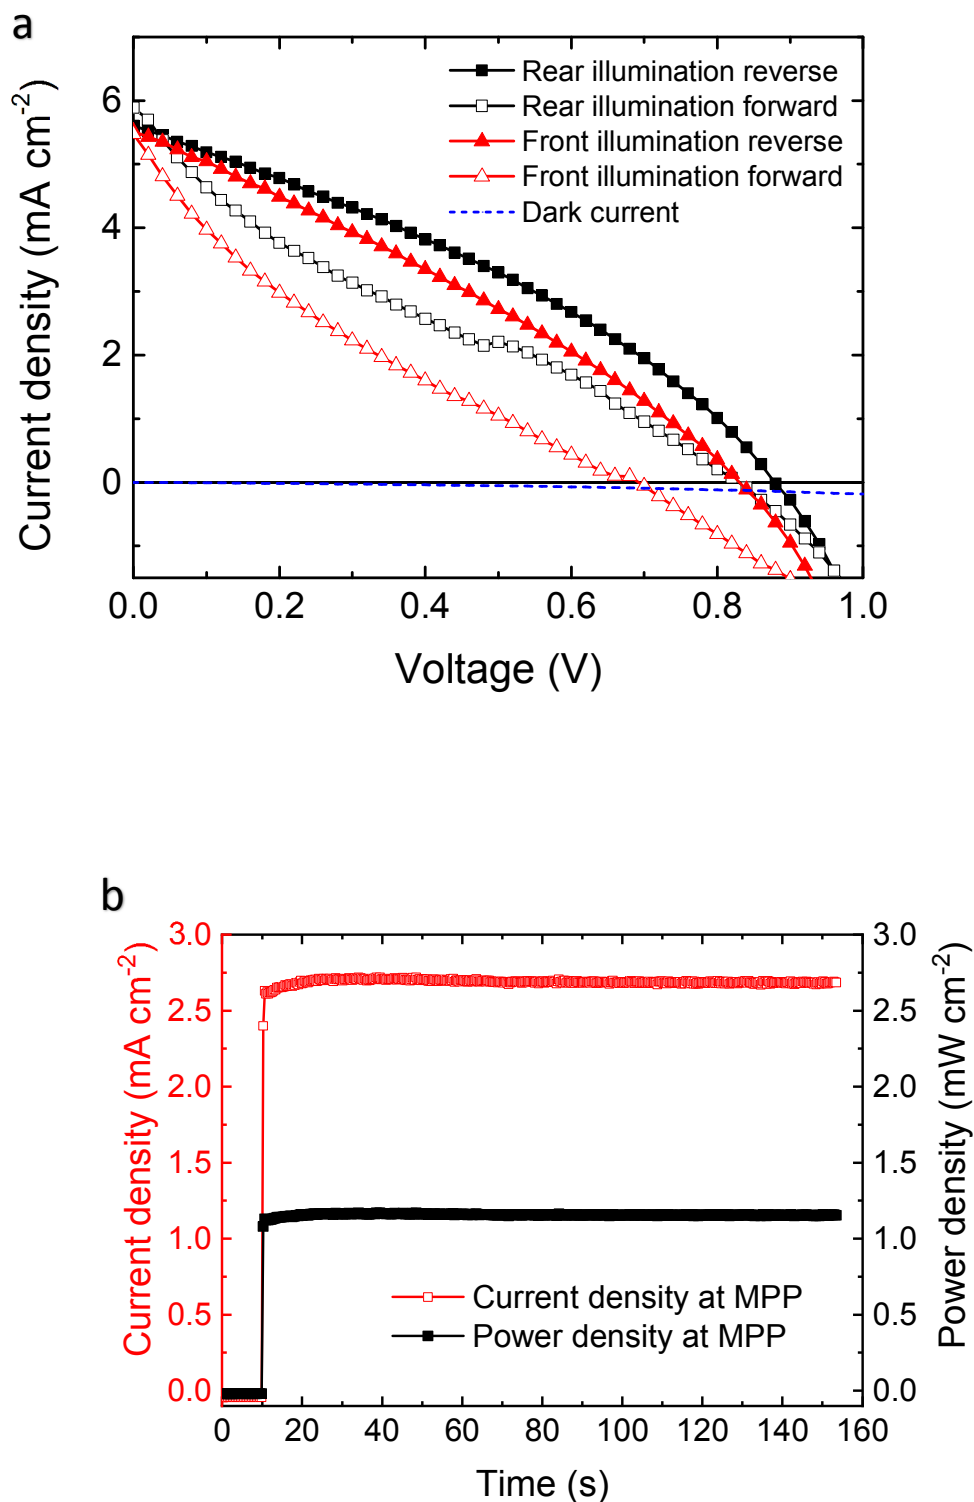 a
Current density (mA cm-2)
6
4
2
0
Rear illumination reverse
Rear illumination forward
Front illumination reverse
Front illumination forward
Dark current
0.0 0.2 0.4 0.6 0.8 1.0
Voltage (V)
b
Current density (mA cm-2)
3.0
2.5
2.0
1.5
1.0
0.5
0.0
Current density at MPP
Power density at MPP
3.0
2.5
2.0
1.5
1.0
0.5
0.0
Power density (mW cm-2)
0 20 40 60 80 100 120 140 160
Time (s)